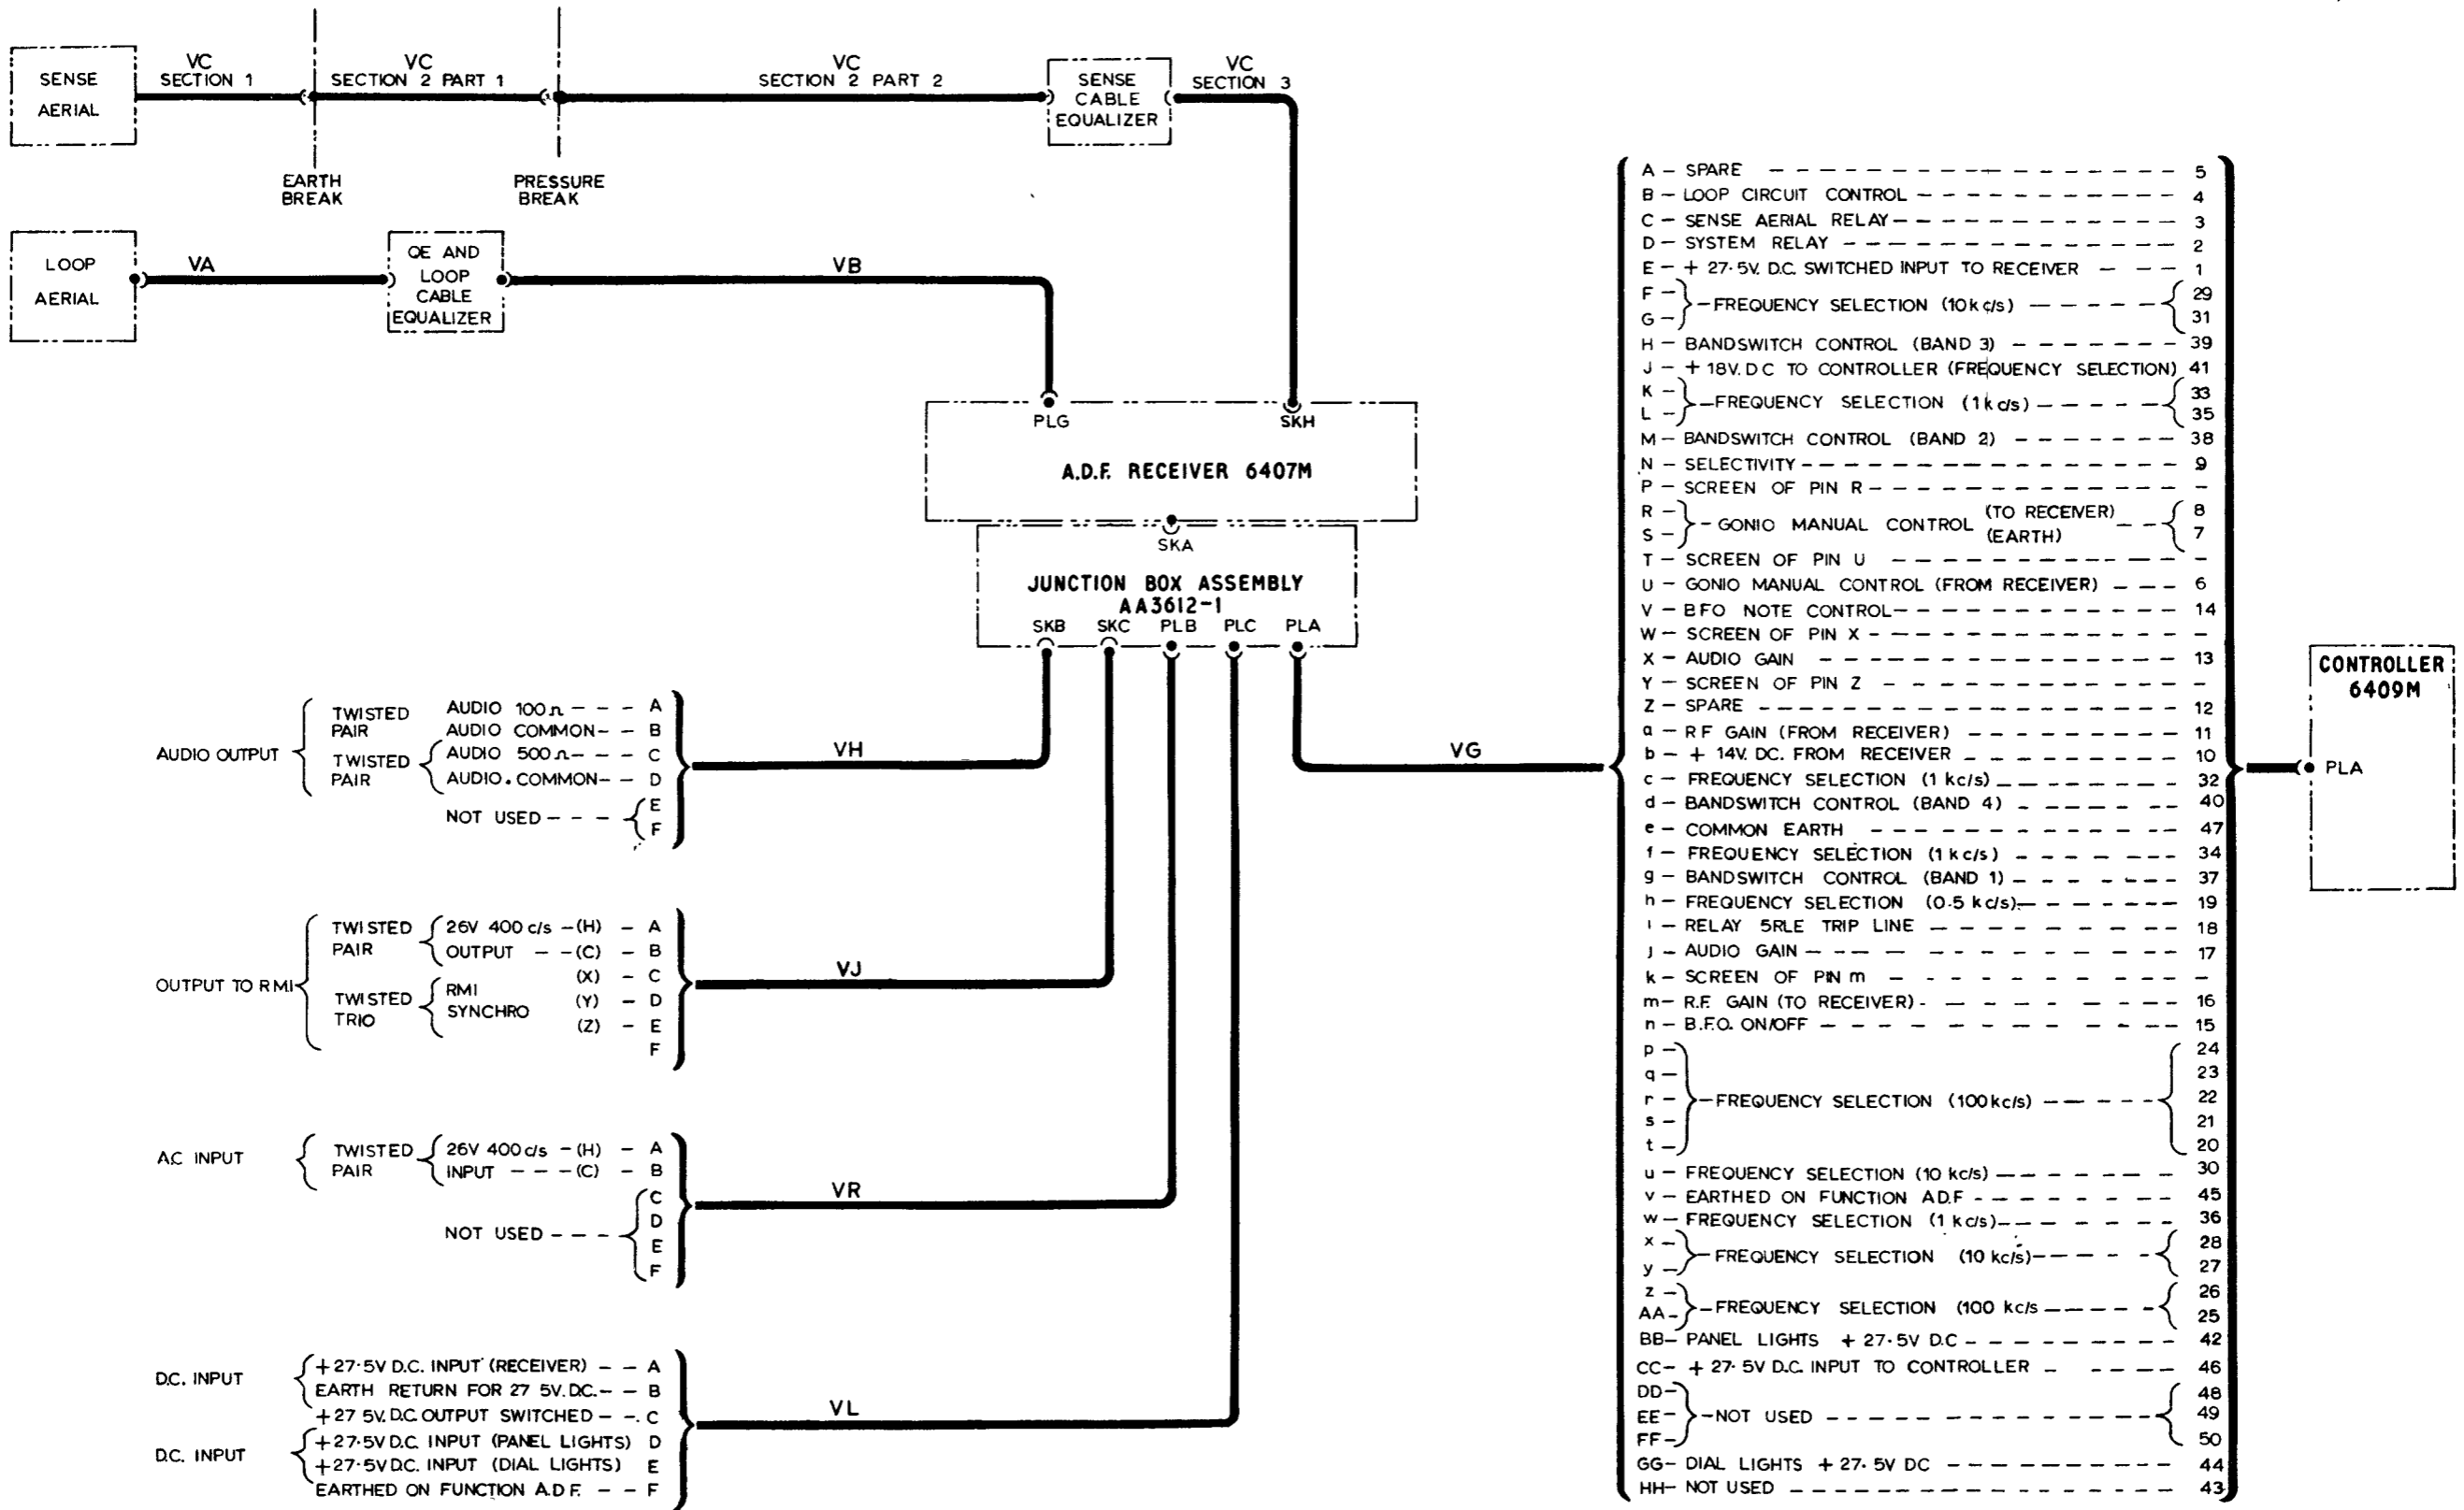 SENSE
AERIAL
VC
SECTION 1
VC
SECTION 2 PART 1
VC
SECTION 2 PART 2
SENSE
CABLE
EQUALIZER
VC
SECTION 3
EARTH
BREAK
PRESSURE
BREAK
LOOP
AERIAL
VA
QE AND
LOOP
CABLE
EQUALIZER
VB
PLG
SKH
A.D.F. RECEIVER 6407M
SKA
JUNCTION BOX ASSEMBLY
AA3612-1
SKB SKC PLB PLC PLA
AUDIO OUTPUT
TWISTED
PAIR
AUDIO 100Ω - - - A
AUDIO COMMON - - B
TWISTED
PAIR
AUDIO 500Ω - - - C
AUDIO. COMMON - - D
NOT USED - - - E
F
VH
OUTPUT TO RMI
TWISTED
PAIR
26V 400 c/s - (H) - A
OUTPUT - - (C) - B
TWISTED
TRIO
RMI
SYNCHRO
(X) - C
(Y) - D
(Z) - E
F
VJ
A.C INPUT
TWISTED
PAIR
26V 400 c/s - (H) - A
INPUT - - - (C) - B
NOT USED - - - -
C
D
E
F
VR
D.C. INPUT
+27·5V D.C. INPUT (RECEIVER) - - A
EARTH RETURN FOR 27 5V. D.C. - - B
+27 5V. D.C OUTPUT SWITCHED - -. C
D.C. INPUT
+27·5V D.C. INPUT (PANEL LIGHTS) D
+27·5V D.C. INPUT (DIAL LIGHTS) E
EARTHED ON FUNCTION A.D F. - - F
VL
VG
A - SPARE - - - 5
B - LOOP CIRCUIT CONTROL - - - 4
C - SENSE AERIAL RELAY - - - 3
D - SYSTEM RELAY - - - 2
E - + 27·5V. D.C. SWITCHED INPUT TO RECEIVER - - - 1
F -
G -
FREQUENCY SELECTION (10 kc/s) - - -
29
31
H - BANDSWITCH CONTROL (BAND 3) - - - 39
J - + 18V. D C TO CONTROLLER (FREQUENCY SELECTION) 41
K -
L -
FREQUENCY SELECTION (1 kc/s) - - -
33
35
M - BANDSWITCH CONTROL (BAND 2) - - - 38
N - SELECTIVITY - - - 9
P - SCREEN OF PIN R - - - -
R -
S -
GONIO MANUAL CONTROL
(TO RECEIVER)
(EARTH)
8
7
T - SCREEN OF PIN U - - - -
U - GONIO MANUAL CONTROL (FROM RECEIVER) - - - 6
V - BFO NOTE CONTROL - - - 14
W - SCREEN OF PIN X - - - -
X - AUDIO GAIN - - - 13
Y - SCREEN OF PIN Z - - - -
Z - SPARE - - - 12
a - R F GAIN (FROM RECEIVER) - - - 11
b - + 14V. DC. FROM RECEIVER - - - 10
c - FREQUENCY SELECTION (1 kc/s) - - - 32
d - BANDSWITCH CONTROL (BAND 4) - - - 40
e - COMMON EARTH - - - 47
f - FREQUENCY SELECTION (1 kc/s) - - - 34
g - BANDSWITCH CONTROL (BAND 1) - - - 37
h - FREQUENCY SELECTION (0·5 kc/s) - - - 19
i - RELAY 5RLE TRIP LINE - - - 18
j - AUDIO GAIN - - - 17
k - SCREEN OF PIN m - - - -
m - R.F. GAIN (TO RECEIVER) - - - 16
n - B.F.O. ON/OFF - - - 15
p -
q -
r -
s -
t -
FREQUENCY SELECTION (100 kc/s) - - -
24
23
22
21
20
u - FREQUENCY SELECTION (10 kc/s) - - - 30
v - EARTHED ON FUNCTION A.D.F - - - 45
w - FREQUENCY SELECTION (1 kc/s) - - - 36
x -
y -
FREQUENCY SELECTION (10 kc/s) - - -
28
27
z -
AA -
FREQUENCY SELECTION (100 kc/s - - -
26
25
BB - PANEL LIGHTS + 27·5V D.C - - - 42
CC - + 27·5V D.C. INPUT TO CONTROLLER - - - 46
DD -
EE -
FF -
NOT USED - - -
48
49
50
GG - DIAL LIGHTS + 27·5V DC - - - 44
HH - NOT USED - - - 43
CONTROLLER
6409M
PLA